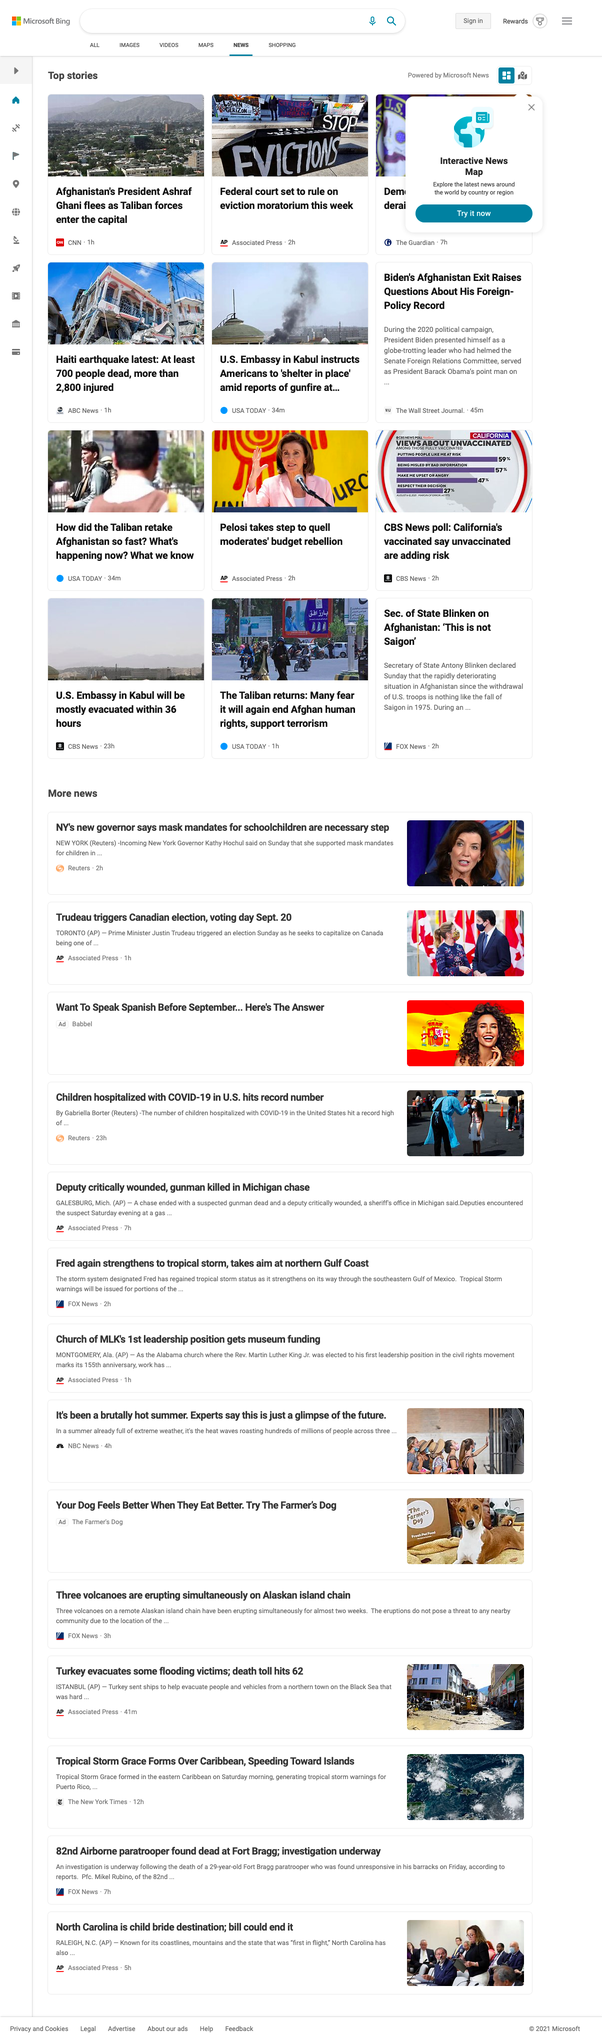 Microsoft Bing
Sign in
Rewards
ALL
IMAGES
VIDEOS
MAPS
NEWS
SHOPPING
Top stories
Powered by Microsoft News
Interactive News
Map
Explore the latest news around
the world by country or region
Try it now
STOP
EVICTIONS
Afghanistan's President Ashraf
Ghani flees as Taliban forces
enter the capital
CNN · 1h
Federal court set to rule on
eviction moratorium this week
AP Associated Press · 2h
The Guardian · 7h
Haiti earthquake latest: At least
700 people dead, more than
2,800 injured
ABC News · 1h
U.S. Embassy in Kabul instructs
Americans to 'shelter in place'
amid reports of gunfire at...
USA TODAY · 34m
Biden's Afghanistan Exit Raises
Questions About His Foreign-
Policy Record
During the 2020 political campaign,
President Biden presented himself as a
globe-trotting leader who had helmed the
Senate Foreign Relations Committee, served
as President Barack Obama's point man on
...
The Wall Street Journal. · 45m
CALIFORNIA
VIEWS ABOUT UNVACCINATED
PUTTING PEOPLE LIKE ME AT RISK
59%
BEING MISLED BY BAD INFORMATION
57%
MAKE ME UPSET OR ANGRY
47%
RESPECT THEIR DECISION
27%
How did the Taliban retake
Afghanistan so fast? What's
happening now? What we know
USA TODAY · 34m
Pelosi takes step to quell
moderates' budget rebellion
AP Associated Press · 2h
CBS News poll: California's
vaccinated say unvaccinated
are adding risk
CBS News · 2h
U.S. Embassy in Kabul will be
mostly evacuated within 36
hours
CBS News · 23h
The Taliban returns: Many fear
it will again end Afghan human
rights, support terrorism
USA TODAY · 1h
Sec. of State Blinken on
Afghanistan: 'This is not
Saigon'
Secretary of State Antony Blinken declared
Sunday that the rapidly deteriorating
situation in Afghanistan since the withdrawal
of U.S. troops is nothing like the fall of
Saigon in 1975. During an ...
FOX News · 2h
More news
NY's new governor says mask mandates for schoolchildren are necessary step
NEW YORK (Reuters) -Incoming New York Governor Kathy Hochul said on Sunday that she supported mask mandates
for children in ...
Reuters · 2h
Trudeau triggers Canadian election, voting day Sept. 20
TORONTO (AP) — Prime Minister Justin Trudeau triggered an election Sunday as he seeks to capitalize on Canada
being one of ...
AP Associated Press · 1h
Want To Speak Spanish Before September... Here's The Answer
Ad Babbel
Children hospitalized with COVID-19 in U.S. hits record number
By Gabriella Borter (Reuters) -The number of children hospitalized with COVID-19 in the United States hit a record high
of ...
Reuters · 23h
Deputy critically wounded, gunman killed in Michigan chase
GALESBURG, Mich. (AP) — A chase ended with a suspected gunman dead and a deputy critically wounded, a sheriff's office in Michigan said.Deputies encountered
the suspect Saturday evening at a gas ...
AP Associated Press · 7h
Fred again strengthens to tropical storm, takes aim at northern Gulf Coast
The storm system designated Fred has regained tropical storm status as it strengthens on its way through the southeastern Gulf of Mexico. Tropical Storm
warnings will be issued for portions of the ...
FOX News · 2h
Church of MLK's 1st leadership position gets museum funding
MONTGOMERY, Ala. (AP) — As the Alabama church where the Rev. Martin Luther King Jr. was elected to his first leadership position in the civil rights movement
marks its 155th anniversary, work has ...
AP Associated Press · 1h
It's been a brutally hot summer. Experts say this is just a glimpse of the future.
In a summer already full of extreme weather, it's the heat waves roasting hundreds of millions of people across three ...
NBC News · 4h
Your Dog Feels Better When They Eat Better. Try The Farmer's Dog
Ad The Farmer's Dog
The
Farmer's
Dog
Three volcanoes are erupting simultaneously on Alaskan island chain
Three volcanoes on a remote Alaskan island chain have been erupting simultaneously for almost two weeks. The eruptions do not pose a threat to any nearby
community due to the location of the ...
FOX News · 3h
Turkey evacuates some flooding victims; death toll hits 62
ISTANBUL (AP) — Turkey sent ships to help evacuate people and vehicles from a northern town on the Black Sea that
was hard ...
AP Associated Press · 41m
Tropical Storm Grace Forms Over Caribbean, Speeding Toward Islands
Tropical Storm Grace formed in the eastern Caribbean on Saturday morning, generating tropical storm warnings for
Puerto Rico, ...
The New York Times · 12h
82nd Airborne paratrooper found dead at Fort Bragg; investigation underway
An investigation is underway following the death of a 29-year-old Fort Bragg paratrooper who was found unresponsive in his barracks on Friday, according to
reports. Pfc. Mikel Rubino, of the 82nd ...
FOX News · 7h
North Carolina is child bride destination; bill could end it
RALEIGH, N.C. (AP) — Known for its coastlines, mountains and the state that was "first in flight," North Carolina has
also ...
AP Associated Press · 5h
Privacy and Cookies
Legal
Advertise
About our ads
Help
Feedback
© 2021 Microsoft